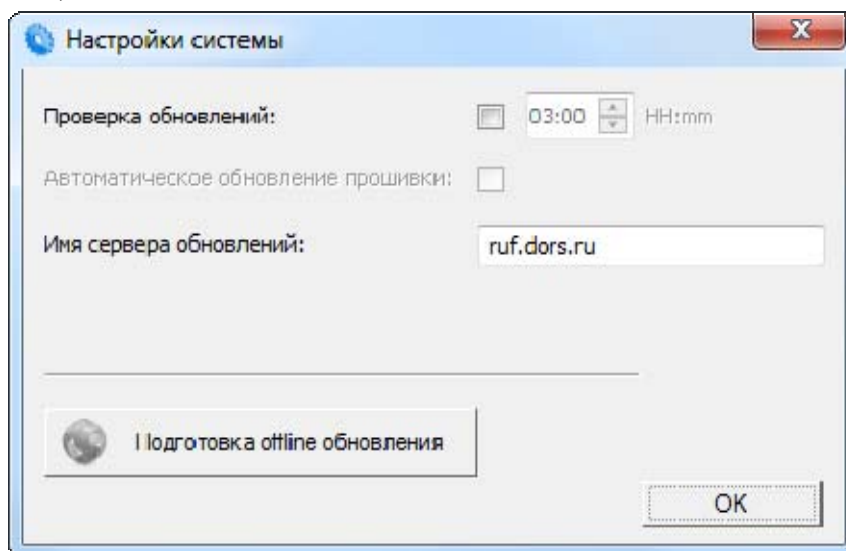 Настройки системы
Проверка обновлений: 03:00 HH:mm
Автоматическое обновление прошивки:
Имя сервера обновлений: ruf.dors.ru
Подготовка offline обновления
OK